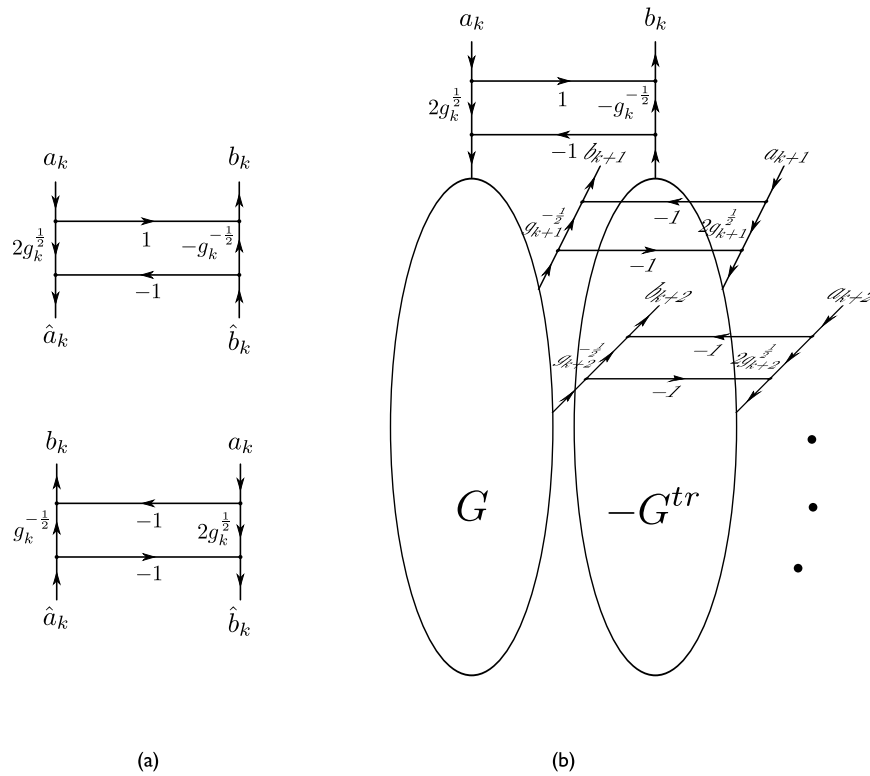 a_k b_k
2g_k^{1/2} 1 -g_k^{-1/2}
-1
â_k b̂_k
b_k a_k
g_k^{-1/2} -1 2g_k^{1/2}
-1
â_k b̂_k
(a)
a_k b_k
2g_k^{1/2} 1 -g_k^{-1/2}
-1 b_{k+1} a_{k+1}
g_{k+1}^{-1/2} -1 2g_{k+1}^{1/2}
-1
b_{k+2} a_{k+2}
g_{k+2}^{-1/2} -1 2g_{k+2}^{1/2}
-1
G -G^{tr}
(b)